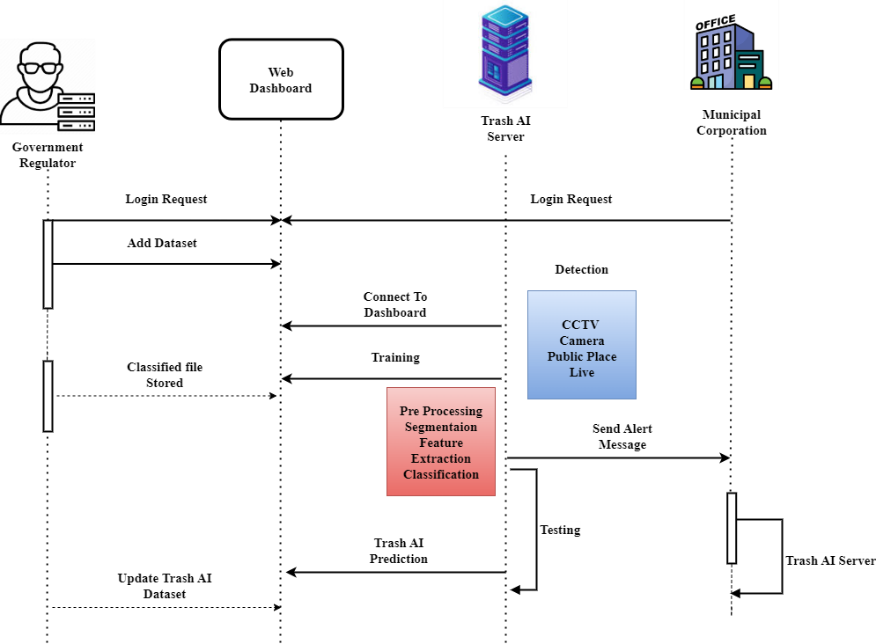 OFFICE
Web
Dashboard
Trash AI
Server
Municipal
Corporation
Government
Regulator
Login Request
Login Request
Add Dataset
Detection
Connect To
Dashboard
CCTV
Camera
Public Place
Live
Training
Classified file
Stored
Pre Processing
Segmentaion
Feature
Extraction
Classification
Send Alert
Message
Testing
Trash AI
Prediction
Trash AI Server
Update Trash AI
Dataset